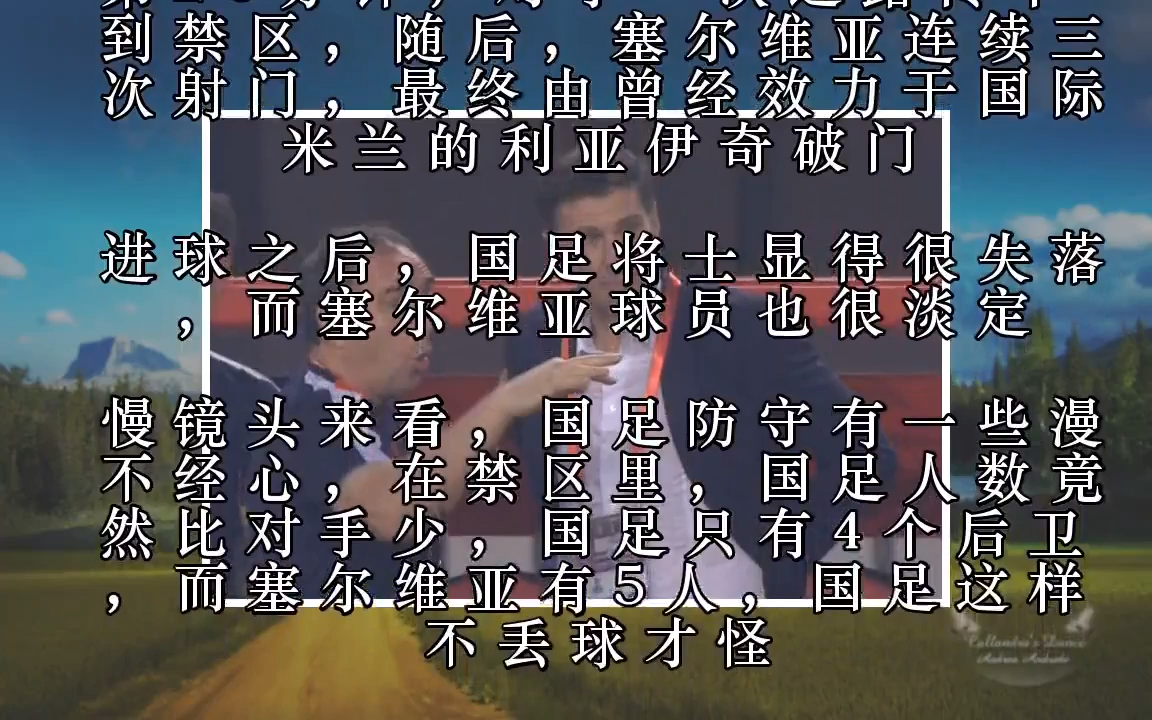 到禁区，随后，塞尔维亚连续三
次射门，最终由曾经效力于国际
米兰的利亚伊奇破门
进球之后，国足将士显得很失落
，而塞尔维亚球员也很淡定
慢镜头来看，国足防守有一些漫
不经心，在禁区里，国足人数竟
然比对手少，国足只有4个后卫
，而塞尔维亚有5人，国足这样
不丢球才怪